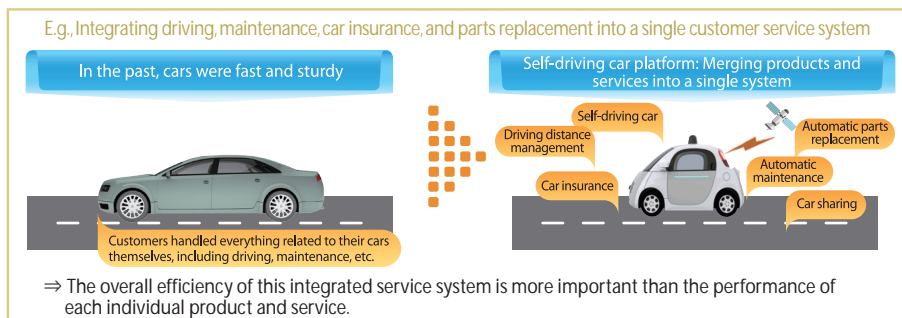 E.g., Integrating driving, maintenance, car insurance, and parts replacement into a single customer service system
In the past, cars were fast and sturdy
Customers handled everything related to their cars
themselves, including driving, maintenance, etc.
Self-driving car platform: Merging products and
services into a single system
Self-driving car
Driving distance
management
Automatic parts
replacement
Automatic
maintenance
Car insurance
Car sharing
⇒ The overall efficiency of this integrated service system is more important than the performance of
each individual product and service.